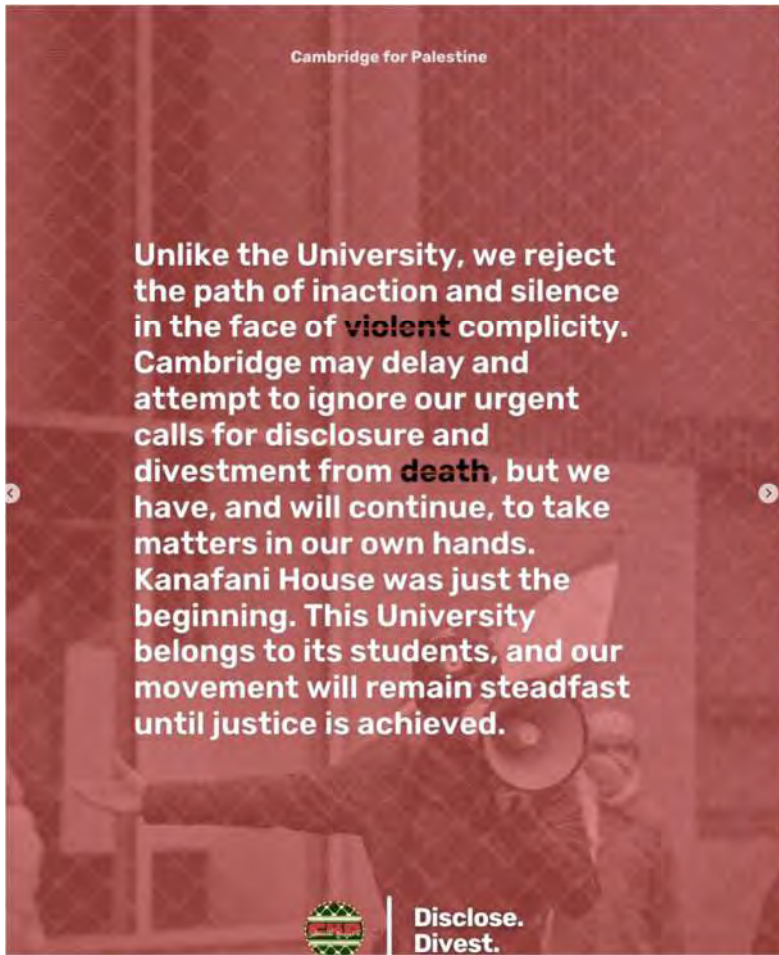 Cambridge for Palestine
Unlike the University, we reject
the path of inaction and silence
in the face of violent complicity.
Cambridge may delay and
attempt to ignore our urgent
calls for disclosure and
divestment from death, but we
have, and will continue, to take
matters in our own hands.
Kanafani House was just the
beginning. This University
belongs to its students, and our
movement will remain steadfast
until justice is achieved.
Disclose.
Divest.